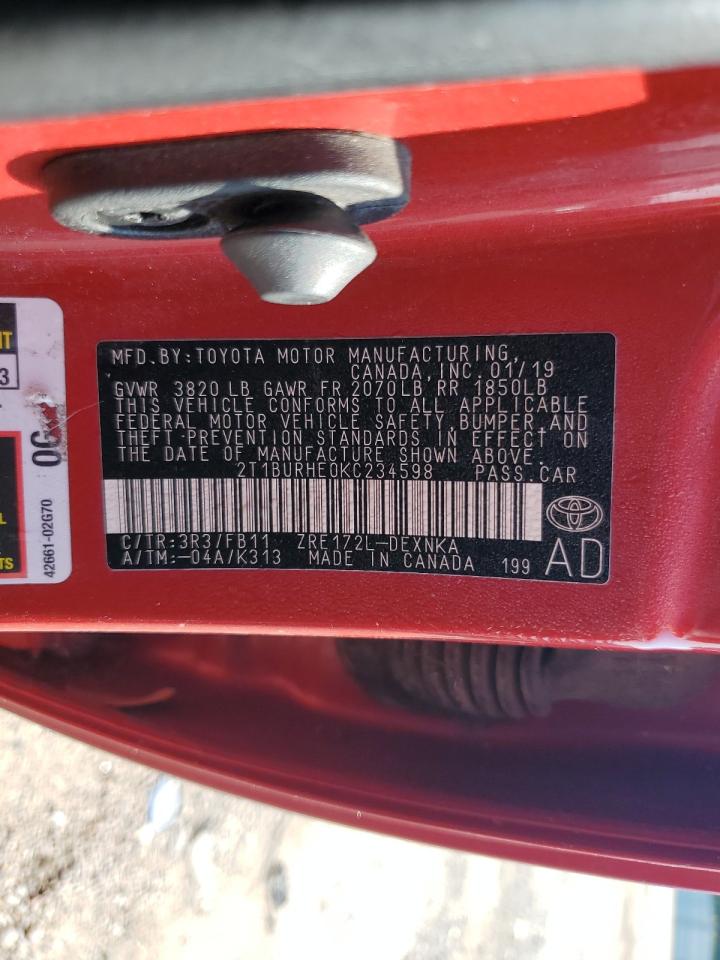 MFD.BY:TOYOTA MOTOR MANUFACTURING,
CANADA,INC.01/19
GVWR 3820 LB GAWR FR.2070LB,RR 1850LB
THIS VEHICLE CONFORMS TO ALL APPLICABLE
FEDERAL MOTOR VEHICLE SAFETY,BUMPER,AND
THEFT-PREVENTION STANDARDS IN EFFECT ON
THE DATE OF MANUFACTURE SHOWN ABOVE.
2T1BURHE0KC234598 PASS.CAR
C/TR:3R3/FB11 ZRE172L-DEXNKA
A/TM:-04A/K313 MADE IN CANADA 199
AD
3
42661-02G70